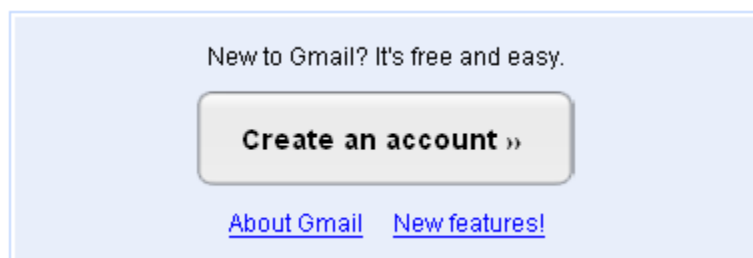 New to Gmail? It's free and easy.
Create an account ››
About Gmail New features!